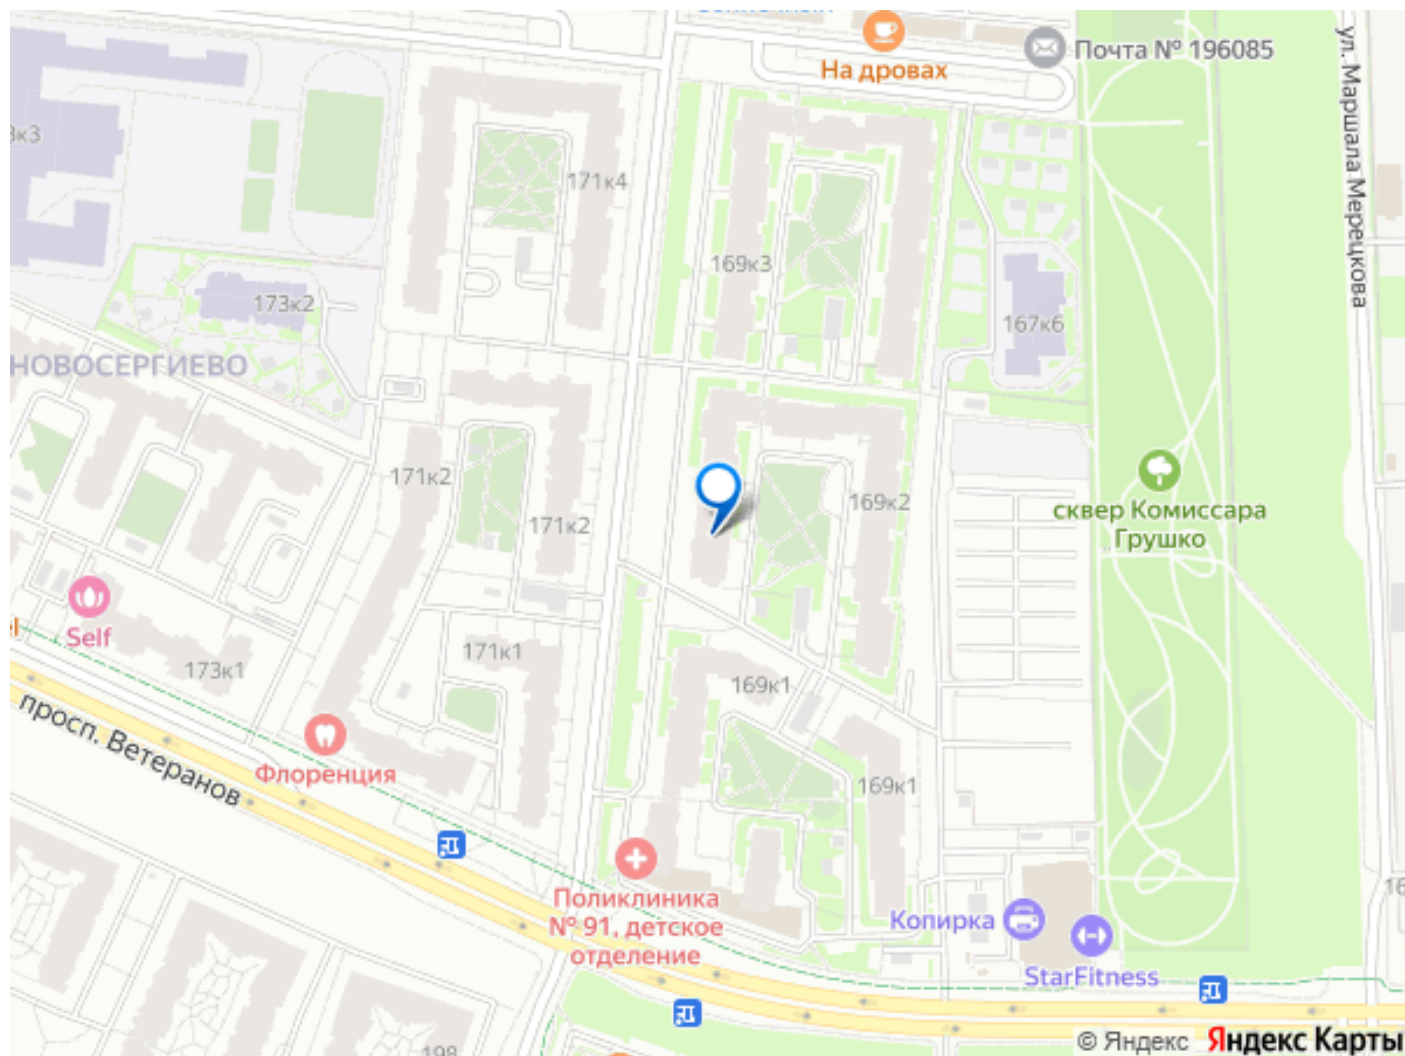 На дровах
Почта № 196085
ул. Маршала Мерецкова
171к4
169к3
173к2
167к6
НОВОСЕРГИЕВО
171к2
171к2
169к2
сквер Комиссара
Грушко
Self
173к1
171к1
169к1
просп. Ветеранов
Флоренция
169к1
Поликлиника
№ 91, детское
отделение
Копирка
StarFitness
198
© Яндекс
Яндекс Карты